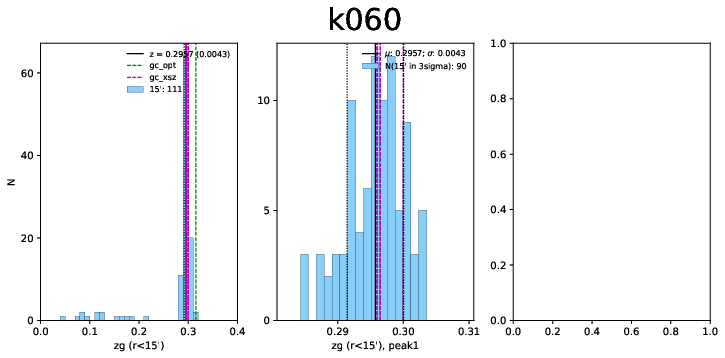 k060
z = 0.2957 (0.0043)
gc_opt
gc_xsz
15': 111
N
60
40
20
0
0.0 0.1 0.2 0.3 0.4
zg (r<15')
μ: 0.2957; σ: 0.0043
N(15' in 3sigma): 90
10
5
0
0.29 0.30 0.31
zg (r<15'), peak1
1.0
0.8
0.6
0.4
0.2
0.0
0.0 0.2 0.4 0.6 0.8 1.0